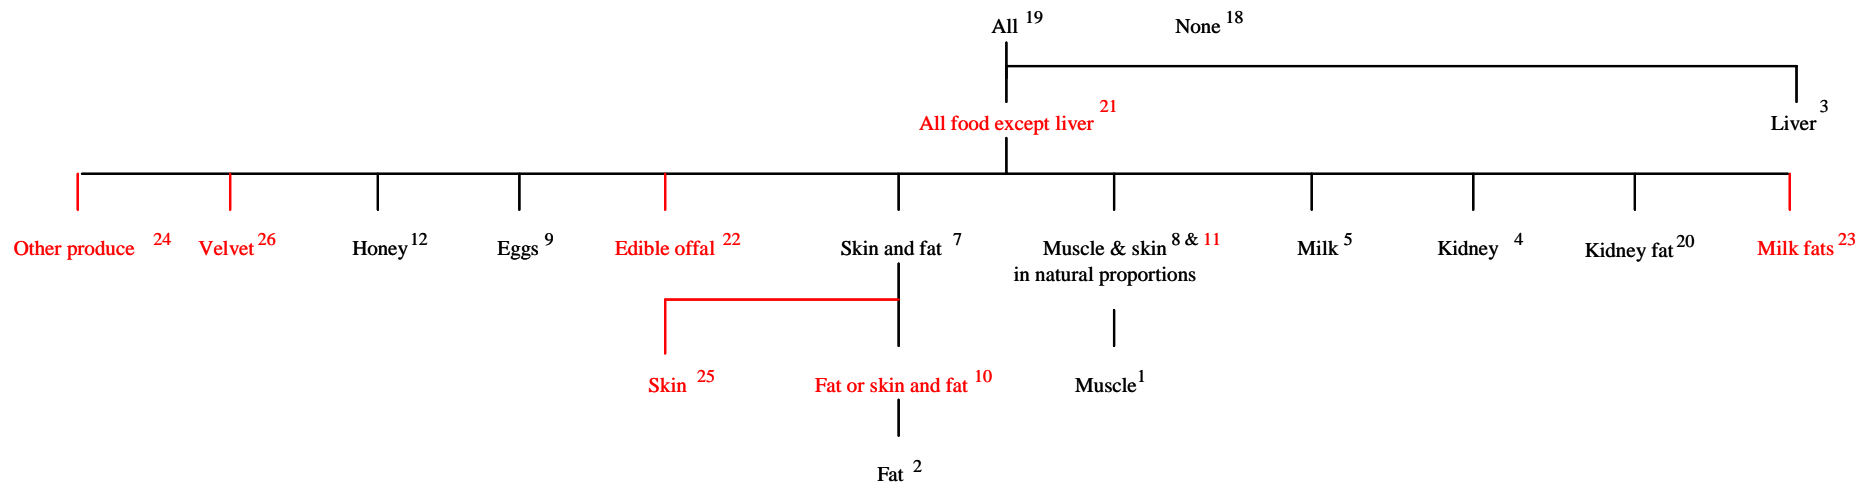 All 19 None 18
All food except liver 21 Liver 3
Other produce 24 Velvet 26 Honey 12 Eggs 9 Edible offal 22 Skin and fat 7 Muscle & skin 8 & 11 Milk 5 Kidney 4 Kidney fat 20 Milk fats 23
in natural proportions
Skin 25 Fat or skin and fat 10 Muscle 1
Fat 2